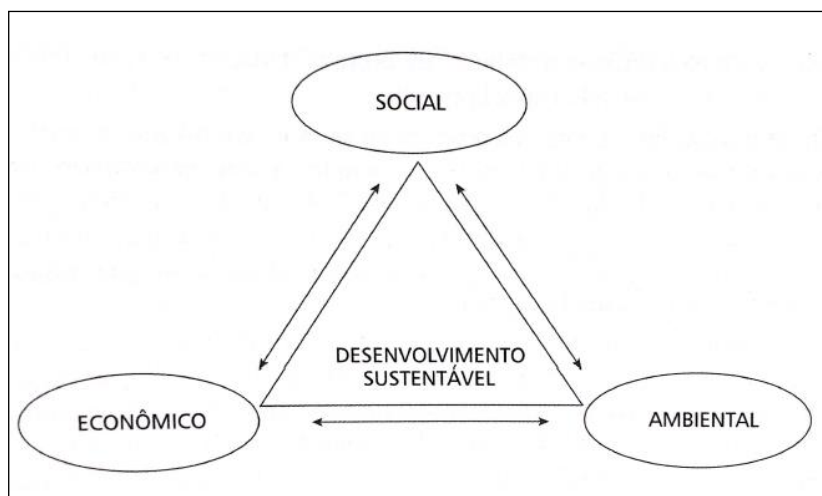 SOCIAL
DESENVOLVIMENTO
SUSTENTÁVEL
ECONÔMICO
AMBIENTAL